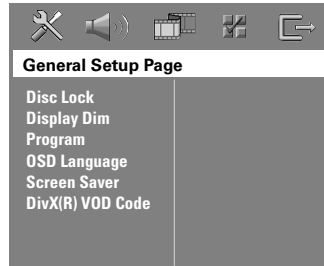 General Setup Page
Disc Lock
Display Dim
Program
OSD Language
Screen Saver
DivX(R) VOD Code